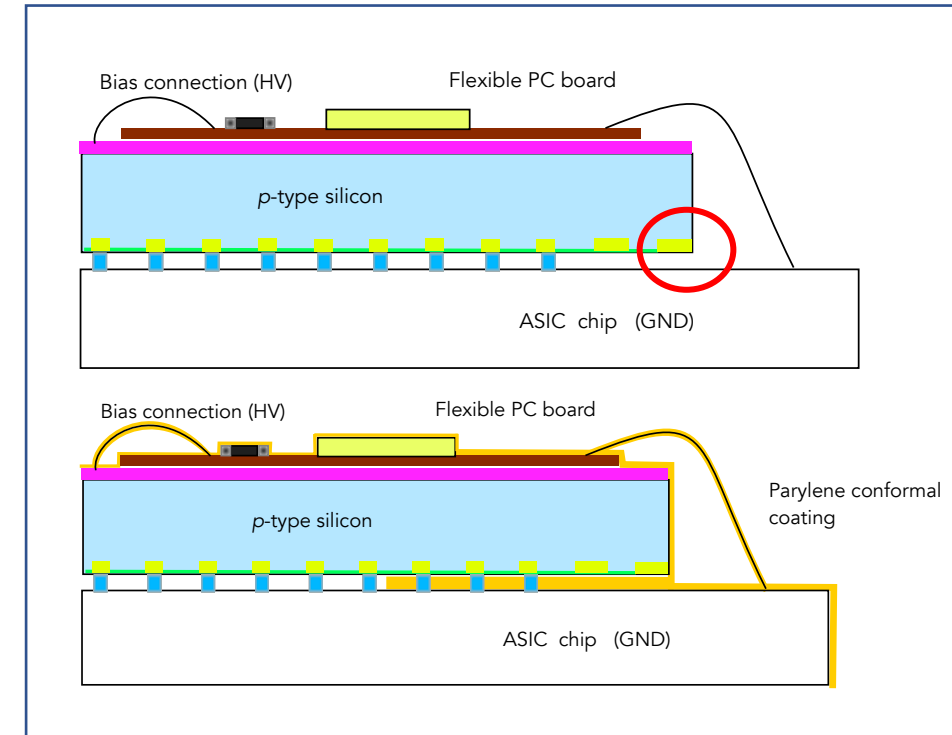 Bias connection (HV)
Flexible PC board
p-type silicon
ASIC chip (GND)
Bias connection (HV)
Flexible PC board
Parylene conformal
coating
p-type silicon
ASIC chip (GND)